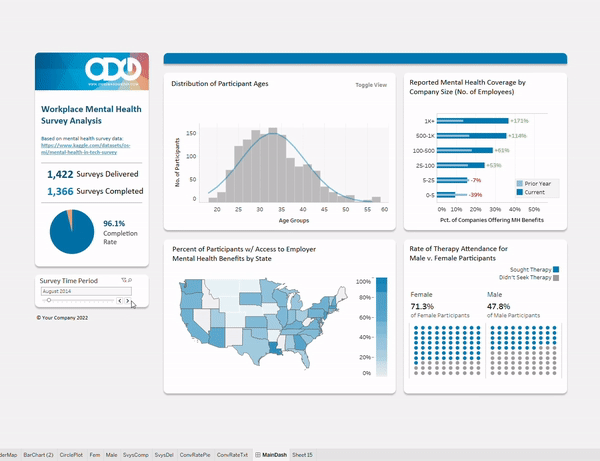 ODG
Workplace Mental Health
Survey Analysis
Based on mental health survey data:
https://www.kaggle.com/datasets/os
mi/mental-health-in-tech-survey
1,422 Surveys Delivered
1,366 Surveys Completed
96.1%
Completion
Rate
Survey Time Period
August 2014
© Your Company 2022
Distribution of Participant Ages
Toggle View
No. of Participants
150
100
50
0
20 25 30 35 40 45 50 55 60
Age Groups
Reported Mental Health Coverage by
Company Size (No. of Employees)
1K+
+171%
500-1K
+114%
100-500
+61%
25-100
+53%
5-25
-7%
0-5
-39%
Prior Year
Current
0% 10% 20% 30% 40% 50%
Pct. of Companies Offering MH Benefits
Percent of Participants w/ Access to Employer
Mental Health Benefits by State
100%
80%
60%
40%
20%
0%
Rate of Therapy Attendance for
Male v. Female Participants
Sought Therapy
Didn't Seek Therapy
Female
71.3%
of Female Participants
Male
47.8%
of Male Participants
derMap BarChart (2) CirclePlot Fem Male SvysComp SvysDel ConvRatePie ConvRateTxt MainDash Sheet 15